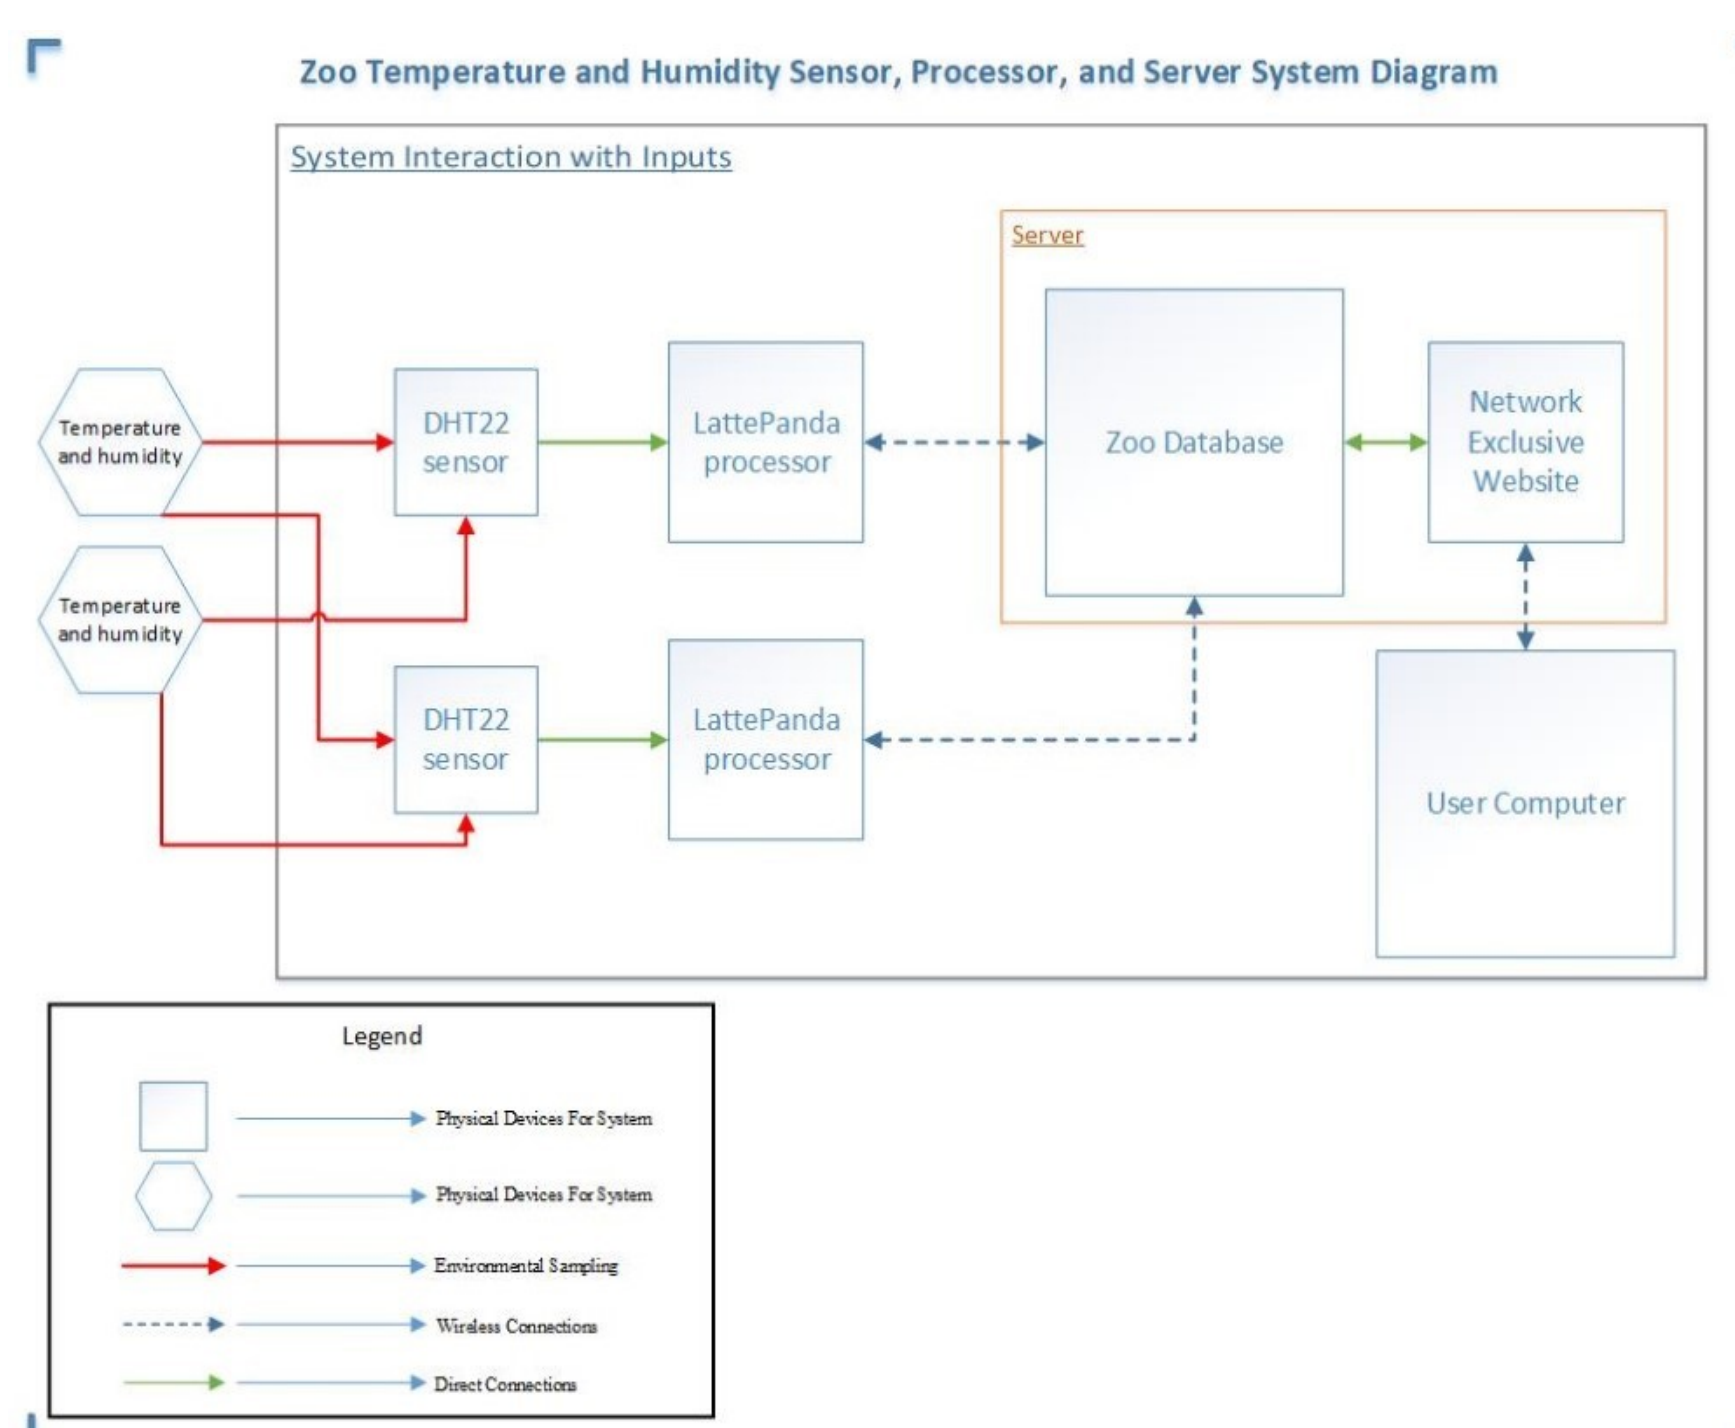 Zoo Temperature and Humidity Sensor, Processor, and Server System Diagram
System Interaction with Inputs
Server
Temperature
and humidity
DHT22
sensor
LattePanda
processor
Zoo Database
Network
Exclusive
Website
Temperature
and humidity
DHT22
sensor
LattePanda
processor
User Computer
Legend
Physical Devices For System
Physical Devices For System
Environmental Sampling
Wireless Connections
Direct Connections